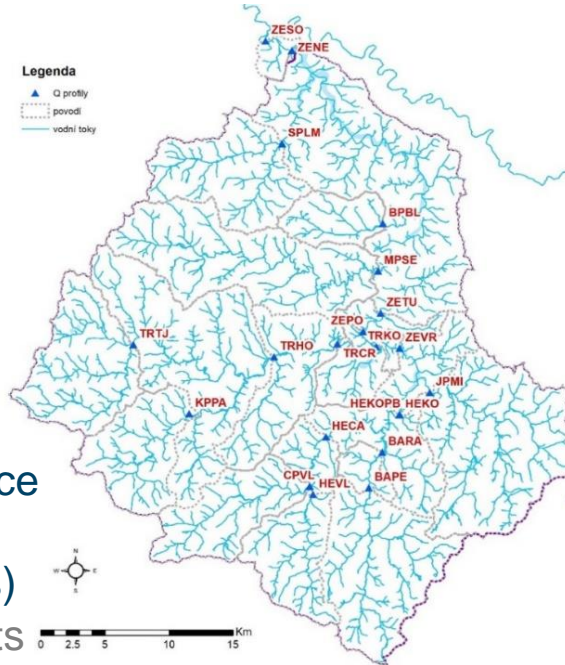 ZESO
ZENE
Legenda
Q profily
povodí
vodní toky
SPLM
BPBL
MPSE
ZETU
ZEPO
TRKO
ZEVR
TRTJ
TRHO
TRCR
JPMI
KPPA
HEKOPB
HEKO
HECA
BARA
CPVL
HEVL
BAPE
ce
)
ts
N
W
E
S
Km
0
2.5
5
10
15